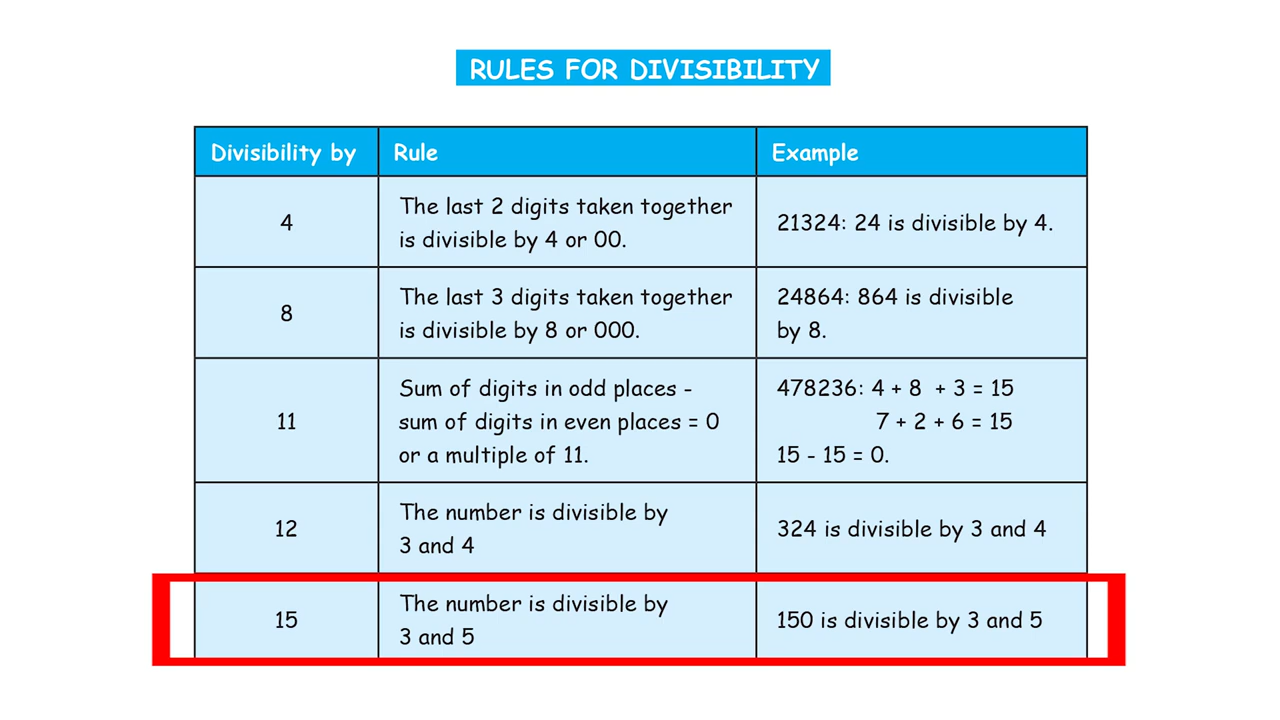 RULES FOR DIVISIBILITY
Divisibility by Rule Example
4
The last 2 digits taken together
is divisible by 4 or 00.
21324: 24 is divisible by 4.
8
The last 3 digits taken together
is divisible by 8 or 000.
24864: 864 is divisible
by 8.
11
Sum of digits in odd places -
sum of digits in even places = 0
or a multiple of 11.
478236: 4 + 8 + 3 = 15
7 + 2 + 6 = 15
15 - 15 = 0.
12
The number is divisible by
3 and 4
324 is divisible by 3 and 4
15
The number is divisible by
3 and 5
150 is divisible by 3 and 5